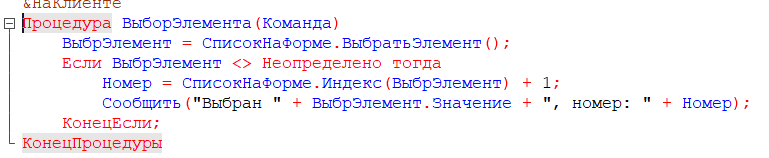 &НаКлиенте
Процедура ВыборЭлемента(Команда)
ВыбрЭлемент = СписокНаФорме.ВыбратьЭлемент();
Если ВыбрЭлемент <> Неопределено тогда
Номер = СписокНаФорме.Индекс(ВыбрЭлемент) + 1;
Сообщить("Выбран " + ВыбрЭлемент.Значение + ", номер: " + Номер);
КонецЕсли;
КонецПроцедуры